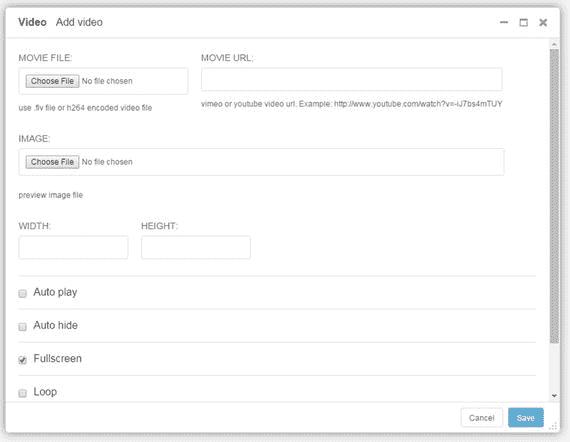 Video Add video
MOVIE FILE: MOVIE URL:
Choose File No file chosen
use .flv file or h264 encoded video file vimeo or youtube video url. Example: http://www.youtube.com/watch?v=-iJ7bs4mTUY
IMAGE:
Choose File No file chosen
preview image file
WIDTH: HEIGHT:
Auto play
Auto hide
Fullscreen
Loop
Cancel Save